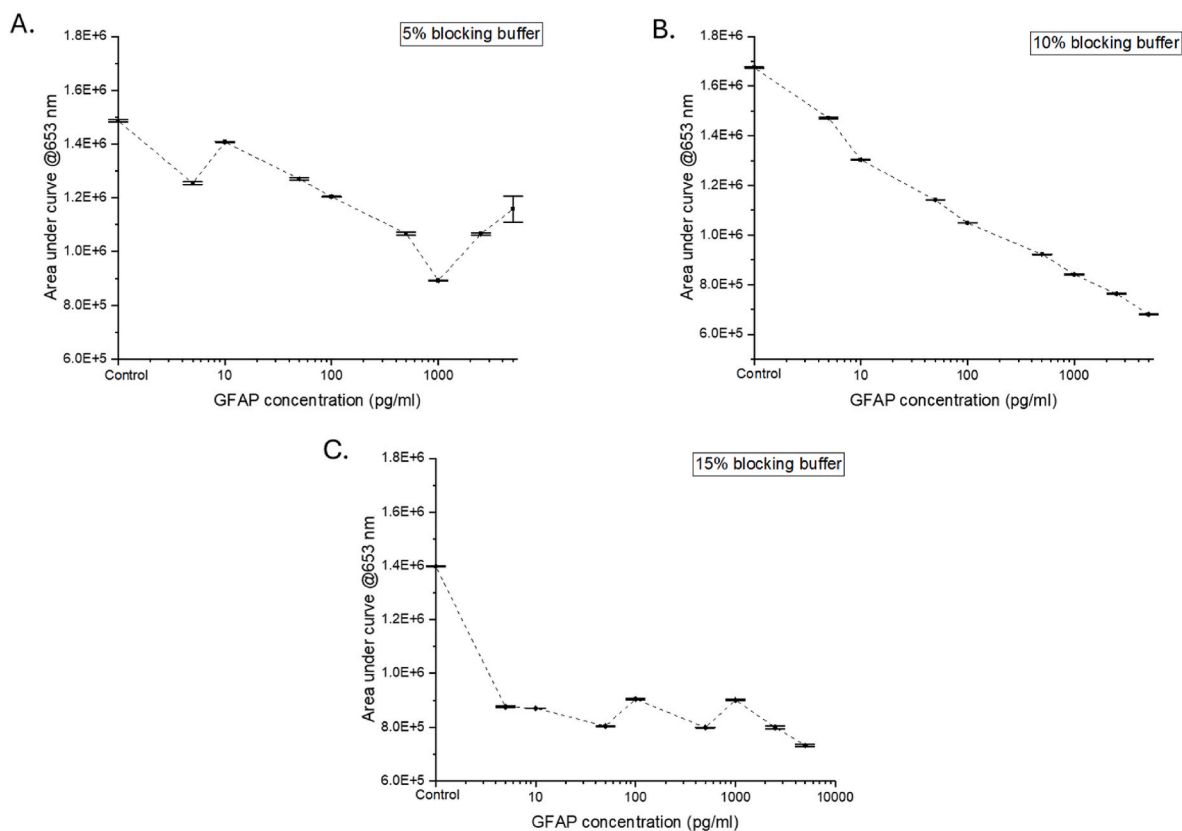 A.
5% blocking buffer
1.8E+6
1.6E+6
1.4E+6
1.2E+6
1.0E+6
8.0E+5
6.0E+5
Area under curve @653 nm
Control
10
100
1000
GFAP concentration (pg/ml)
B.
10% blocking buffer
1.8E+6
1.6E+6
1.4E+6
1.2E+6
1.0E+6
8.0E+5
6.0E+5
Area under curve @653 nm
Control
10
100
1000
GFAP concentration (pg/ml)
C.
15% blocking buffer
1.8E+6
1.6E+6
1.4E+6
1.2E+6
1.0E+6
8.0E+5
6.0E+5
Area under curve @653 nm
Control
10
100
1000
10000
GFAP concentration (pg/ml)